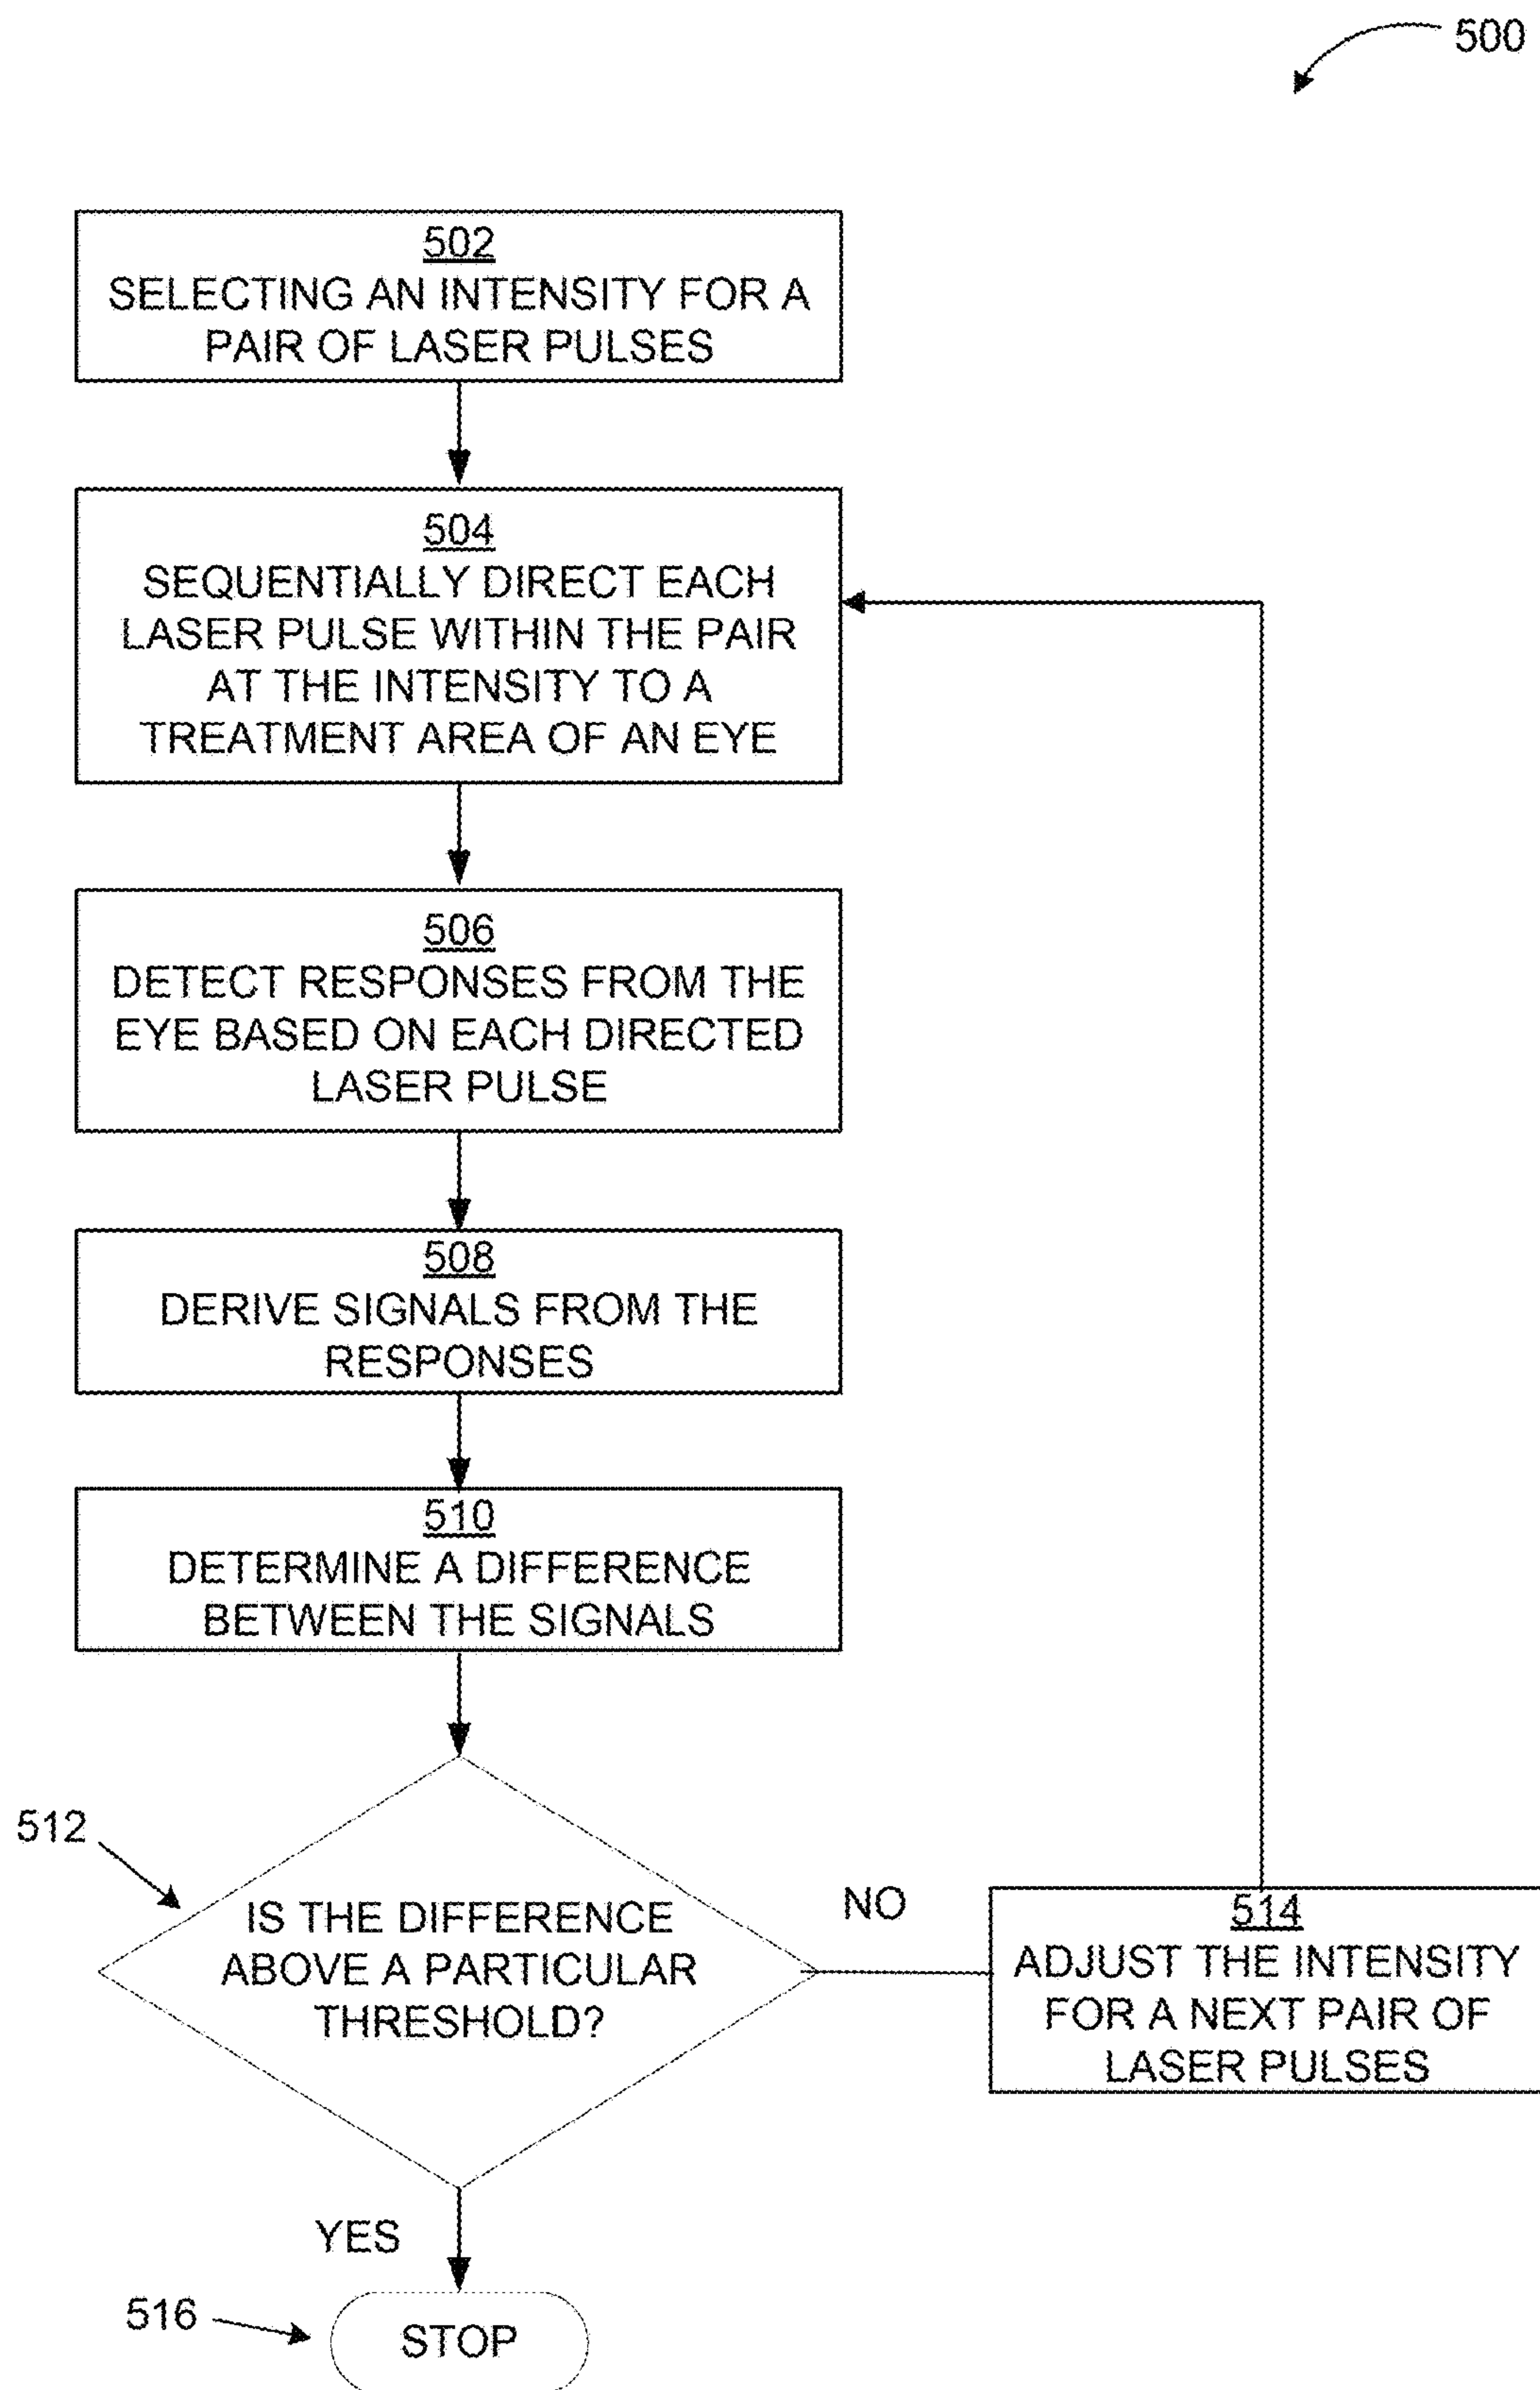 500
502
SELECTING AN INTENSITY FOR A
PAIR OF LASER PULSES
504
SEQUENTIALLY DIRECT EACH
LASER PULSE WITHIN THE PAIR
AT THE INTENSITY TO A
TREATMENT AREA OF AN EYE
506
DETECT RESPONSES FROM THE
EYE BASED ON EACH DIRECTED
LASER PULSE
508
DERIVE SIGNALS FROM THE
RESPONSES
510
DETERMINE A DIFFERENCE
BETWEEN THE SIGNALS
512
IS THE DIFFERENCE
ABOVE A PARTICULAR
THRESHOLD?
NO
514
ADJUST THE INTENSITY
FOR A NEXT PAIR OF
LASER PULSES
YES
516
STOP